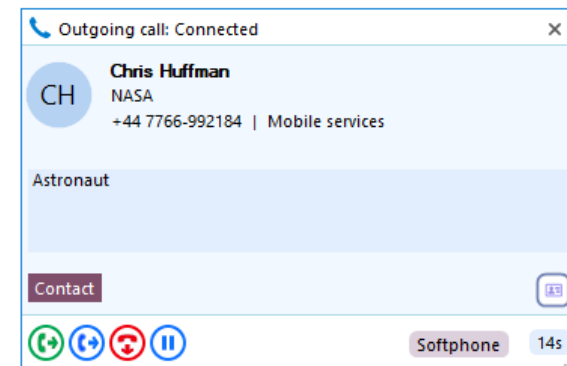 Outgoing call: Connected
CH
Chris Huffman
NASA
+44 7766-992184 | Mobile services
Astronaut
Contact
Softphone 14s